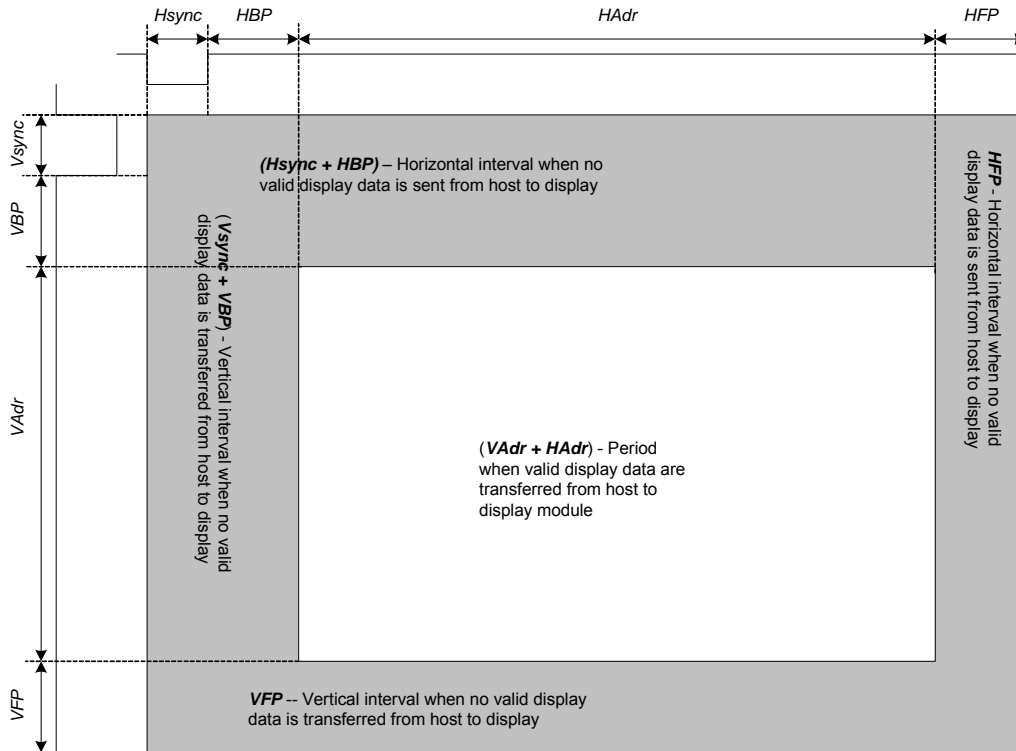 Hsync
HBP
HAdr
HFP
Vsync
VBP
VAdr
VFP
(Hsync + HBP) – Horizontal interval when no
valid display data is sent from host to display
HFP - Horizontal interval when no valid
display data is sent from host to display
(Vsync + VBP) - Vertical interval when no valid
display data is transferred from host to display
(VAdr + HAdr) - Period
when valid display data are
transferred from host to
display module
VFP -- Vertical interval when no valid display
data is transferred from host to display